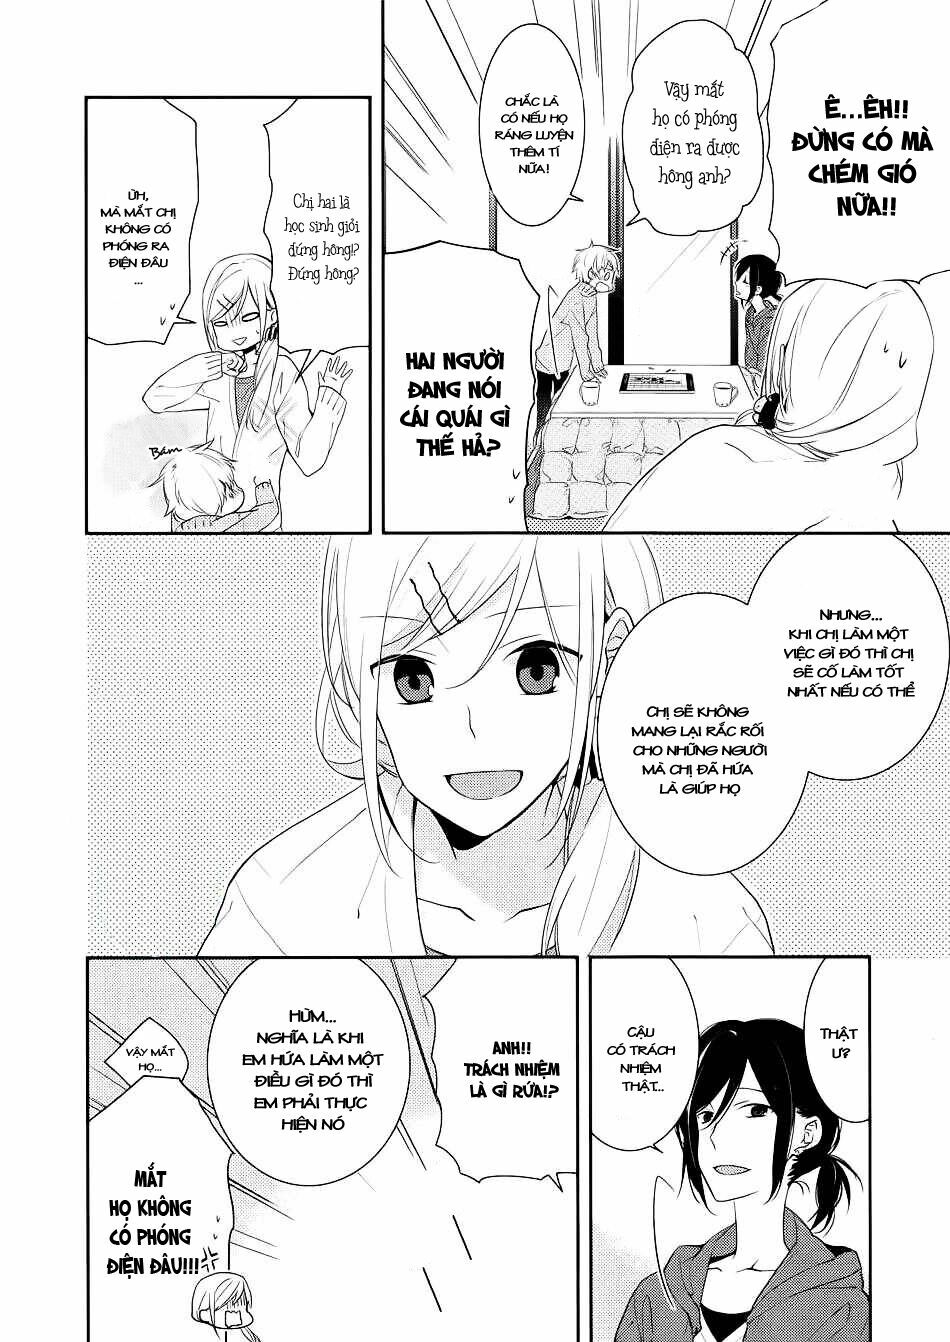 Ê...ÊH!!
ĐỪNG CÓ MÀ
CHÉM GIÓ
NỮA!!
Vậy mắt
họ có phóng
điện ra được
hông anh?
CHẮC LÀ
CÓ NẾU HỌ
RÁNG LUYỆN
THÊM TÍ
NỮA!
HAI NGƯỜI
ĐANG NÓI
CÁI QUÁI GÌ
THẾ HẢ?
Chị hai là
học sinh giỏi
đúng hông!?
Đúng hông?
ỪH,
MÀ MẮT CHỊ
KHÔNG CÓ
PHÓNG RA
ĐIỆN ĐÂU
...
Bám
NHƯNG...
KHI CHỊ LÀM MỘT
VIỆC GÌ ĐÓ THÌ CHỊ
SẼ CỐ LÀM TỐT
NHẤT NẾU CÓ THỂ
CHỊ SẼ KHÔNG
MANG LẠI RẮC RỐI
CHO NHỮNG NGƯỜI
MÀ CHỊ ĐÃ HỨA
LÀ GIÚP HỌ
THẬT
Ư?
CẬU
CÓ TRÁCH
NHIỆM
THẬT...
ANH!!
TRÁCH NHIỆM
LÀ GÌ RỨA!?
HỪM...
NGHĨA LÀ KHI
EM HỨA LÀM MỘT
ĐIỀU GÌ ĐÓ THÌ
EM PHẢI THỰC
HIỆN NÓ
VẬY MẮT
HỌ...
MẮT
HỌ KHÔNG
CÓ PHÓNG
ĐIỆN ĐÂU!!!